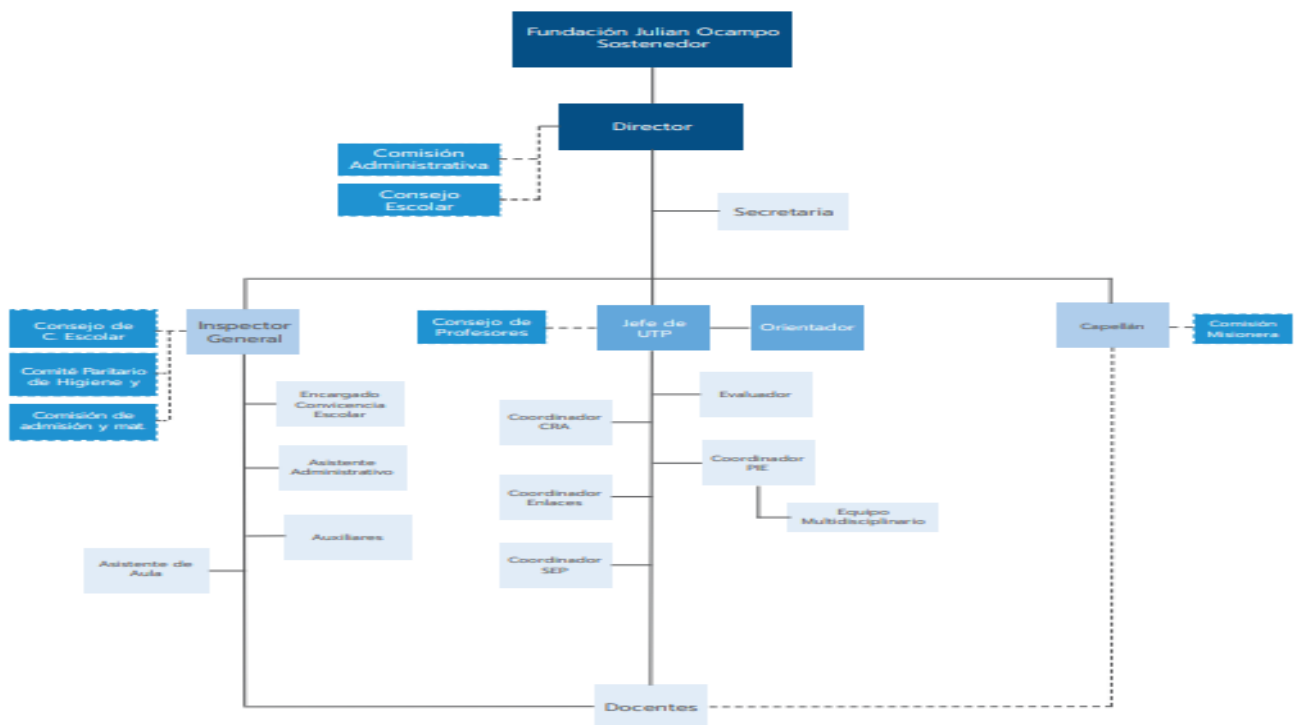 Fundación Julian Ocampo
Sostenedor
Director
Comisión
Administrativa
Consejo
Escolar
Secretaria
Consejo de
C. Escolar
Inspector
General
Consejo de
Profesores
Jefe de
UTP
Orientador
Capellán
Comisión
Misionera
Comité Paritario
de Higiene y
Comisión de
admisión y mat.
Encargado
Convicencia
Escolar
Evaluador
Coordinador
CRA
Asistente
Administrativo
Coordinador
PIE
Coordinador
Enlaces
Equipo
Multidisciplinario
Auxiliares
Asistente de
Aula
Coordinador
SEP
Docentes